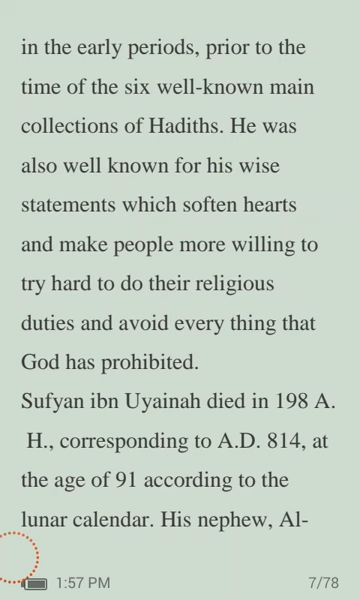 in the early periods, prior to the
time of the six well-known main
collections of Hadiths. He was
also well known for his wise
statements which soften hearts
and make people more willing to
try hard to do their religious
duties and avoid every thing that
God has prohibited.
Sufyan ibn Uyainah died in 198 A.
H., corresponding to A.D. 814, at
the age of 91 according to the
lunar calendar. His nephew, Al-
1:57 PM 7/78